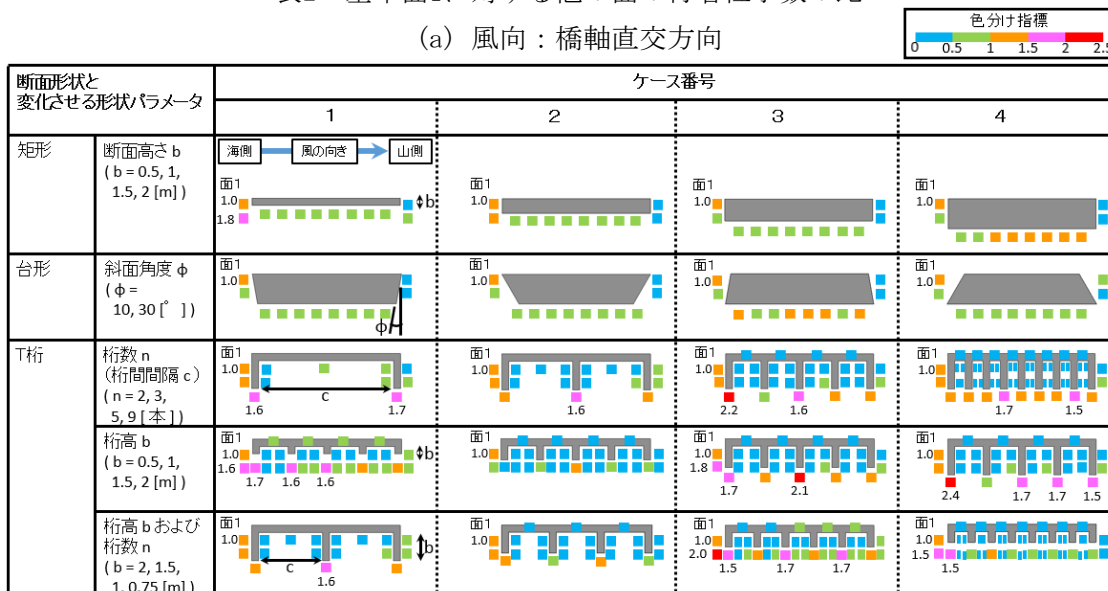 (a) 風向：橋軸直交方向
色分け指標
0 0.5 1 1.5 2 2.5
断面形状と
変化させる形状パラメータ
ケース番号
1 2 3 4
矩形
断面高さ b
( b = 0.5, 1,
1.5, 2 [m] )
海側 風の向き 山側
面1 面1 面1 面1
1.0 b 1.0 1.0 1.0
1.8
台形
斜面角度 φ
( φ =
10, 30 [°] )
面1 面1 面1 面1
1.0 1.0 1.0 1.0
φ
T桁
桁数 n
(桁間間隔 c)
( n = 2, 3,
5, 9 [本] )
面1 面1 面1 面1
1.0 1.0 1.0 1.0
c
1.6 1.7 1.6 2.2 1.6 1.7 1.5
桁高 b
( b = 0.5, 1,
1.5, 2 [m] )
面1 面1 面1 面1
1.0 b 1.0 1.0 1.0
1.6 1.8
1.7 1.6 1.6 1.7 2.1 2.4 1.7 1.7 1.5
桁高 b および
桁数 n
( b = 2, 1.5,
1, 0.75 [m] )
面1 面1 面1 面1
1.0 b 1.0 1.0 1.0
c 2.0 1.5
1.6 1.5 1.7 1.7 1.5